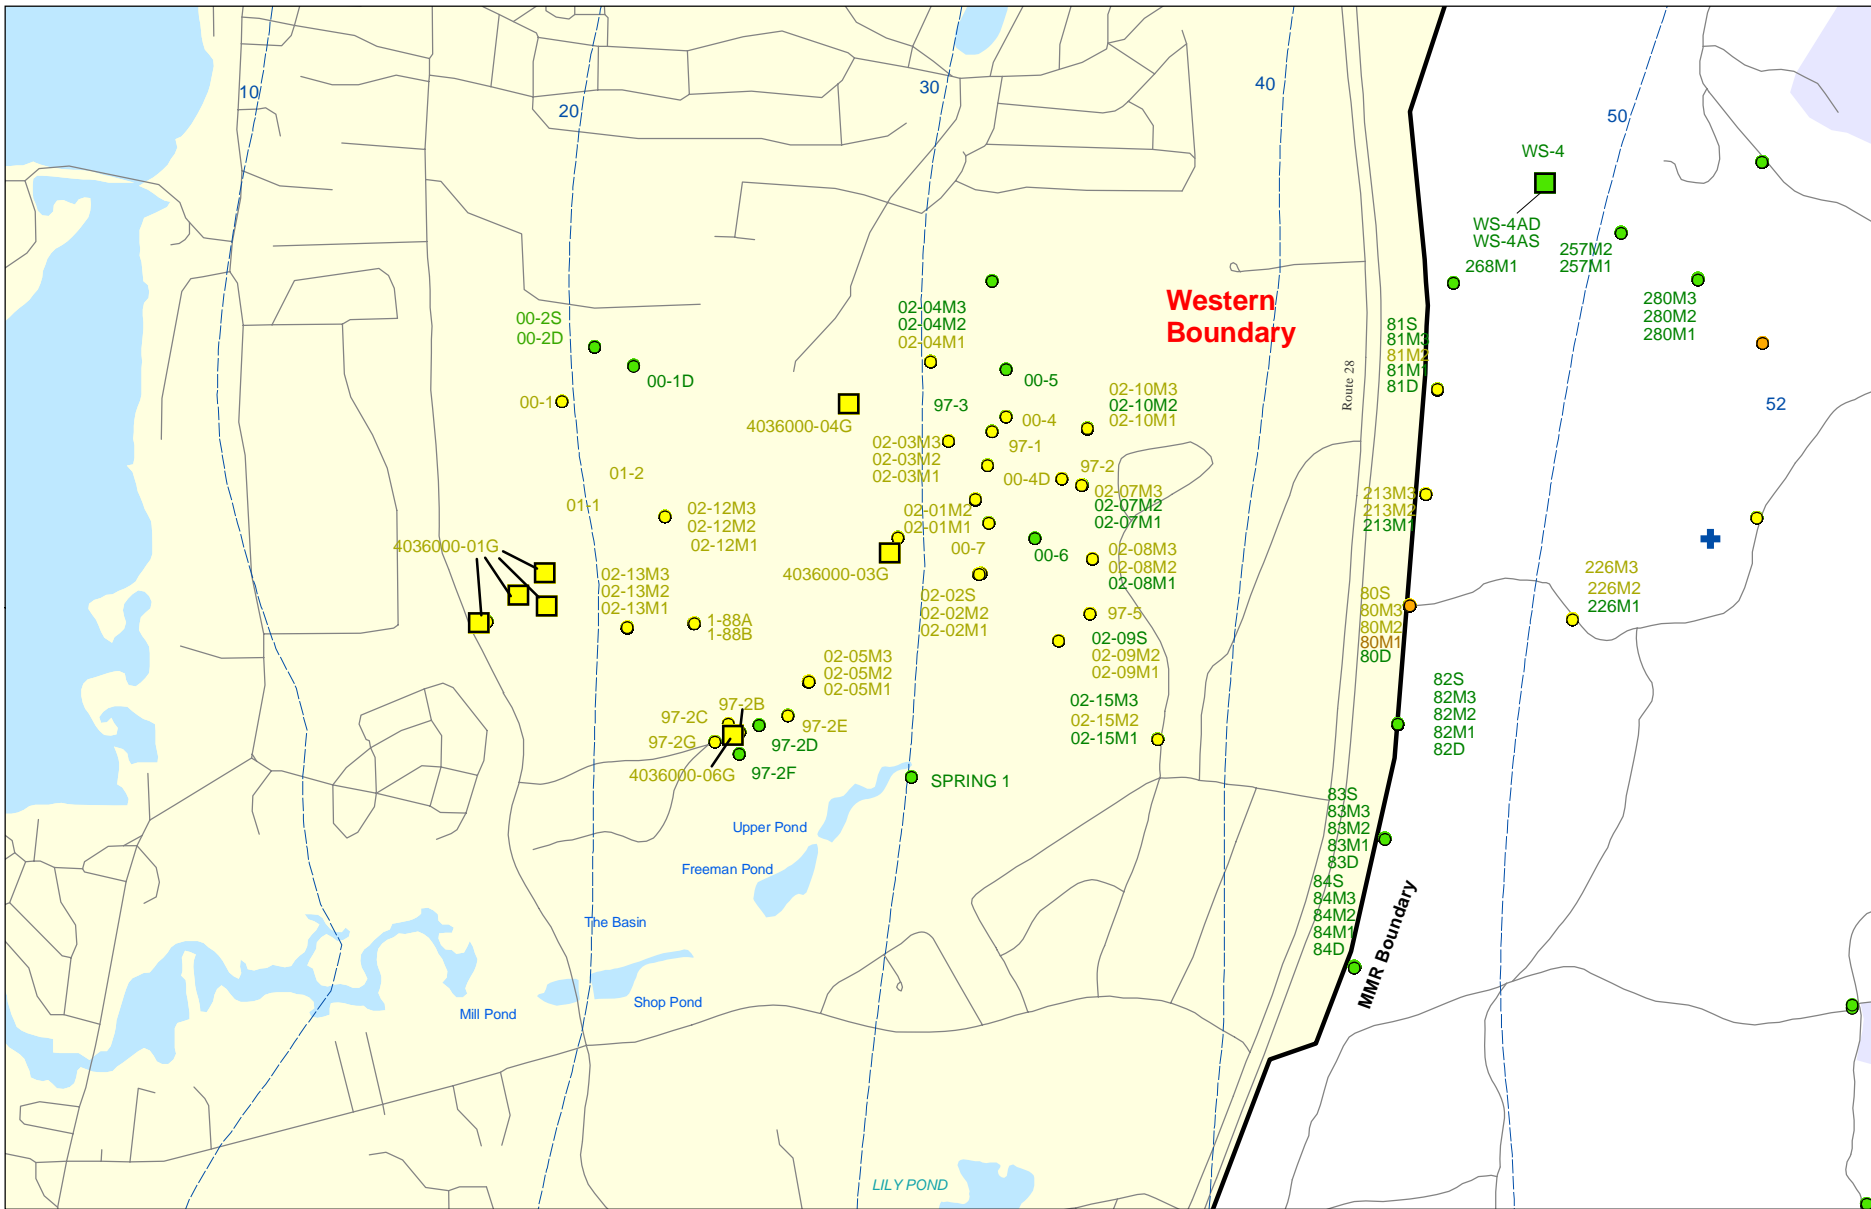 10
20
30
40
50
52
WS-4
WS-4AD
WS-4AS
268M1
257M2
257M1
280M3
280M2
280M1
Western
Boundary
00-2S
00-2D
00-1D
00-1
02-04M3
02-04M2
02-04M1
00-5
97-3
00-4
97-1
4036000-04G
02-03M3
02-03M2
02-03M1
02-10M3
02-10M2
02-10M1
00-4D
97-2
02-07M3
02-07M2
02-07M1
Route 28
81S
81M3
81M2
81M1
81D
213M3
213M2
213M1
01-2
01-1
02-12M3
02-12M2
02-12M1
4036000-01G
02-01M2
02-01M1
00-7
00-6
4036000-03G
02-08M3
02-08M2
02-08M1
02-13M3
02-13M2
02-13M1
1-88A
1-88B
02-02S
02-02M2
02-02M1
97-5
02-09S
02-09M2
02-09M1
226M3
226M2
226M1
80S
80M3
80M2
80M1
80D
02-05M3
02-05M2
02-05M1
97-2B
97-2C
97-2G
97-2E
97-2D
97-2F
4036000-06G
02-15M3
02-15M2
02-15M1
82S
82M3
82M2
82M1
82D
SPRING 1
83S
83M3
83M2
83M1
83D
84S
84M3
84M2
84M1
84D
MMR Boundary
Upper Pond
Freeman Pond
The Basin
Shop Pond
Mill Pond
LILY POND